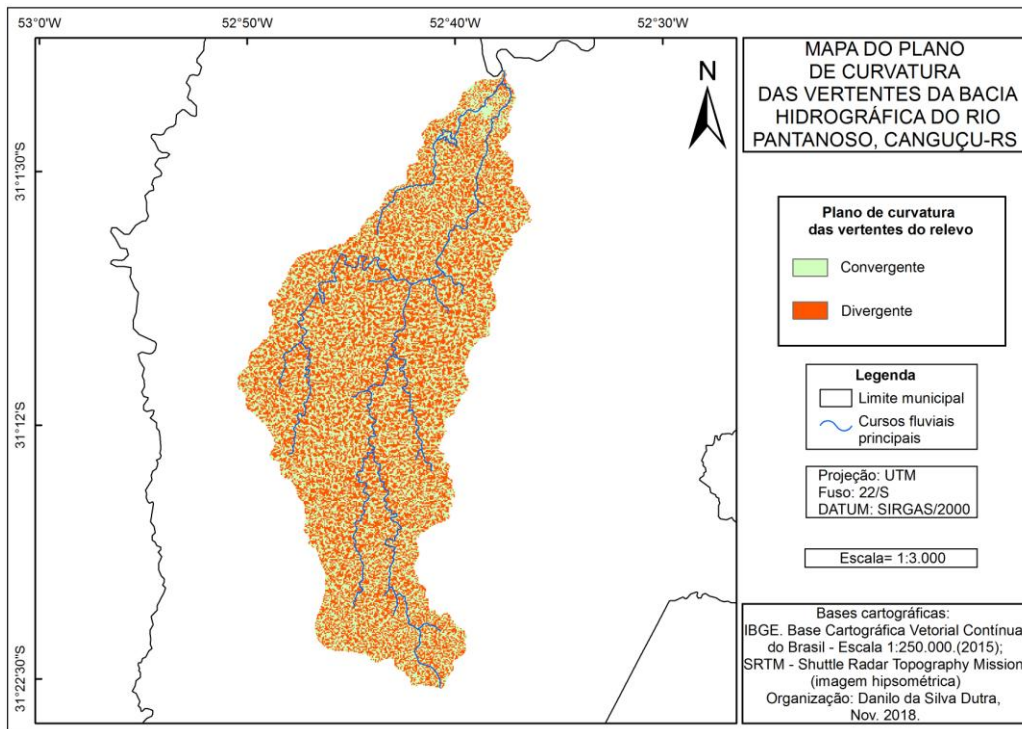 53°0'W
52°50'W
52°40'W
52°30'W
31°1'30"S
31°12'S
31°22'30"S
N
MAPA DO PLANO
DE CURVATURA
DAS VERTENTES DA BACIA
HIDROGRÁFICA DO RIO
PANTANOSO, CANGUÇU-RS
Plano de curvatura
das vertentes do relevo
Convergente
Divergente
Legenda
Limite municipal
Cursos fluviais
principais
Projeção: UTM
Fuso: 22/S
DATUM: SIRGAS/2000
Escala= 1:3.000
Bases cartográficas:
IBGE. Base Cartográfica Vetorial Contínua
do Brasil - Escala 1:250.000.(2015);
SRTM - Shuttle Radar Topography Mission
(imagem hipsométrica)
Organização: Danilo da Silva Dutra,
Nov. 2018.